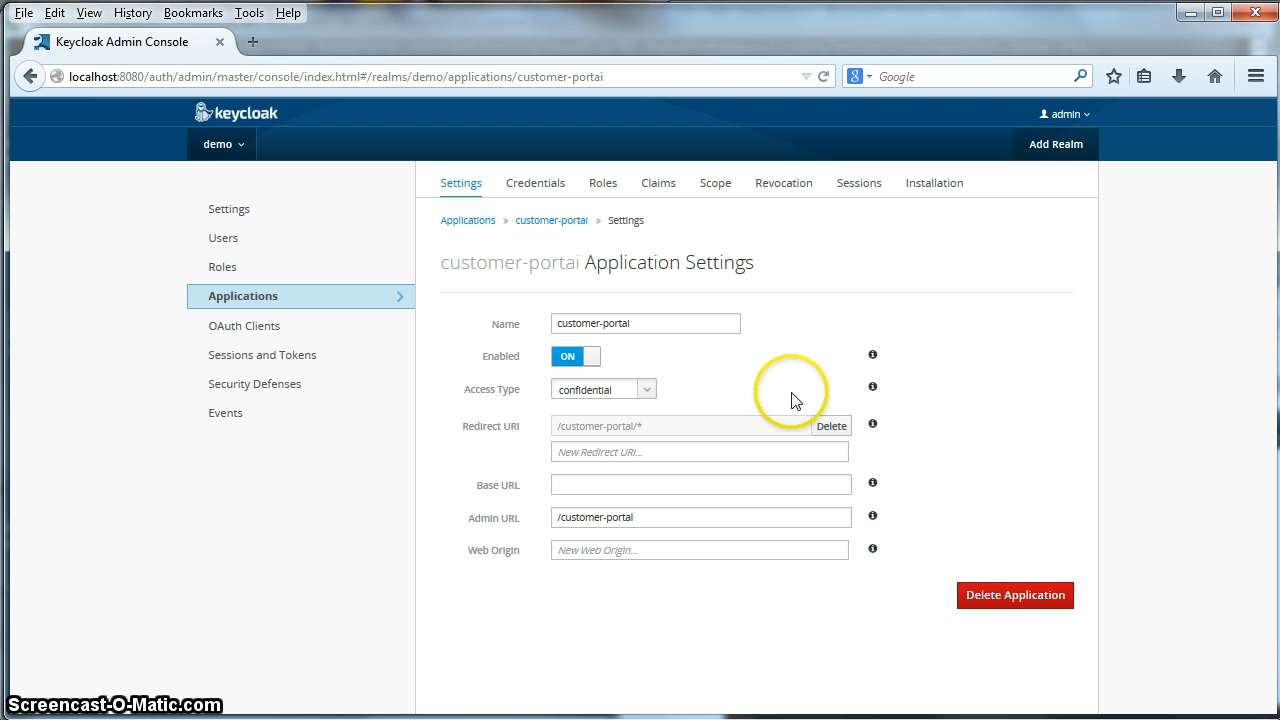 File Edit View History Bookmarks Tools Help
Keycloak Admin Console
localhost:8080/auth/admin/master/console/index.html#/realms/demo/applications/customer-portal
Google
keycloak
admin
demo
Add Realm
Settings Credentials Roles Claims Scope Revocation Sessions Installation
Settings
Users
Roles
Applications
OAuth Clients
Sessions and Tokens
Security Defenses
Events
Applications » customer-portal » Settings
customer-portal Application Settings
Name customer-portal
Enabled ON
Access Type confidential
Redirect URI /customer-portal/* Delete
New Redirect URI...
Base URL
Admin URL /customer-portal
Web Origin New Web Origin...
Delete Application
Screencast-O-Matic.com